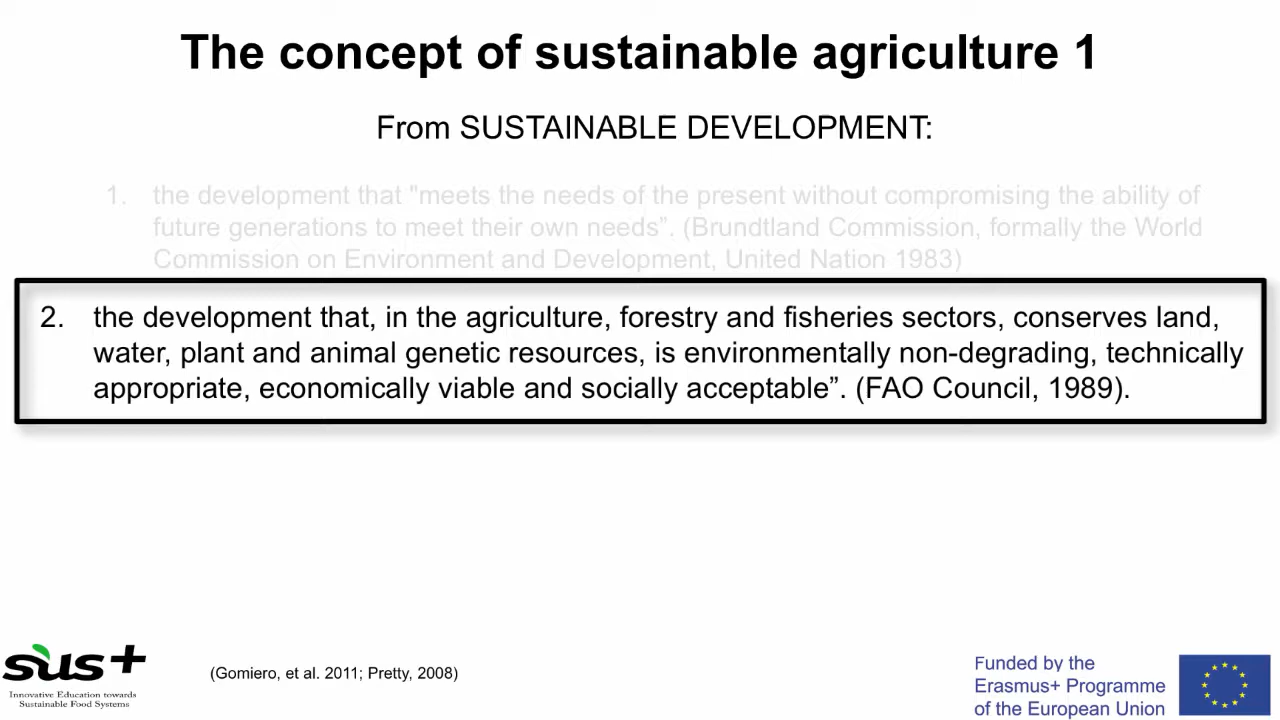 The concept of sustainable agriculture 1
From SUSTAINABLE DEVELOPMENT:
1. the development that "meets the needs of the present without compromising the ability of
future generations to meet their own needs”. (Brundtland Commission, formally the World
Commission on Environment and Development, United Nation 1983)
2. the development that, in the agriculture, forestry and fisheries sectors, conserves land,
water, plant and animal genetic resources, is environmentally non-degrading, technically
appropriate, economically viable and socially acceptable”. (FAO Council, 1989).
sus+
Innovative Education towards
Sustainable Food Systems
(Gomiero, et al. 2011; Pretty, 2008)
Funded by the
Erasmus+ Programme
of the European Union